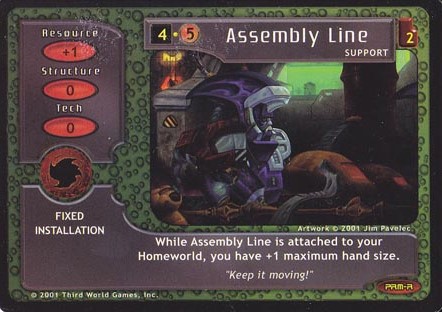 Resource
+1
Structure
0
Tech
0
FIXED
INSTALLATION
4 • 5
Assembly Line
SUPPORT
2
Artwork © 2001 Jim Pavelec
While Assembly Line is attached to your
Homeworld, you have +1 maximum hand size.
"Keep it moving!"
© 2001 Third World Games, Inc.
PRM-R